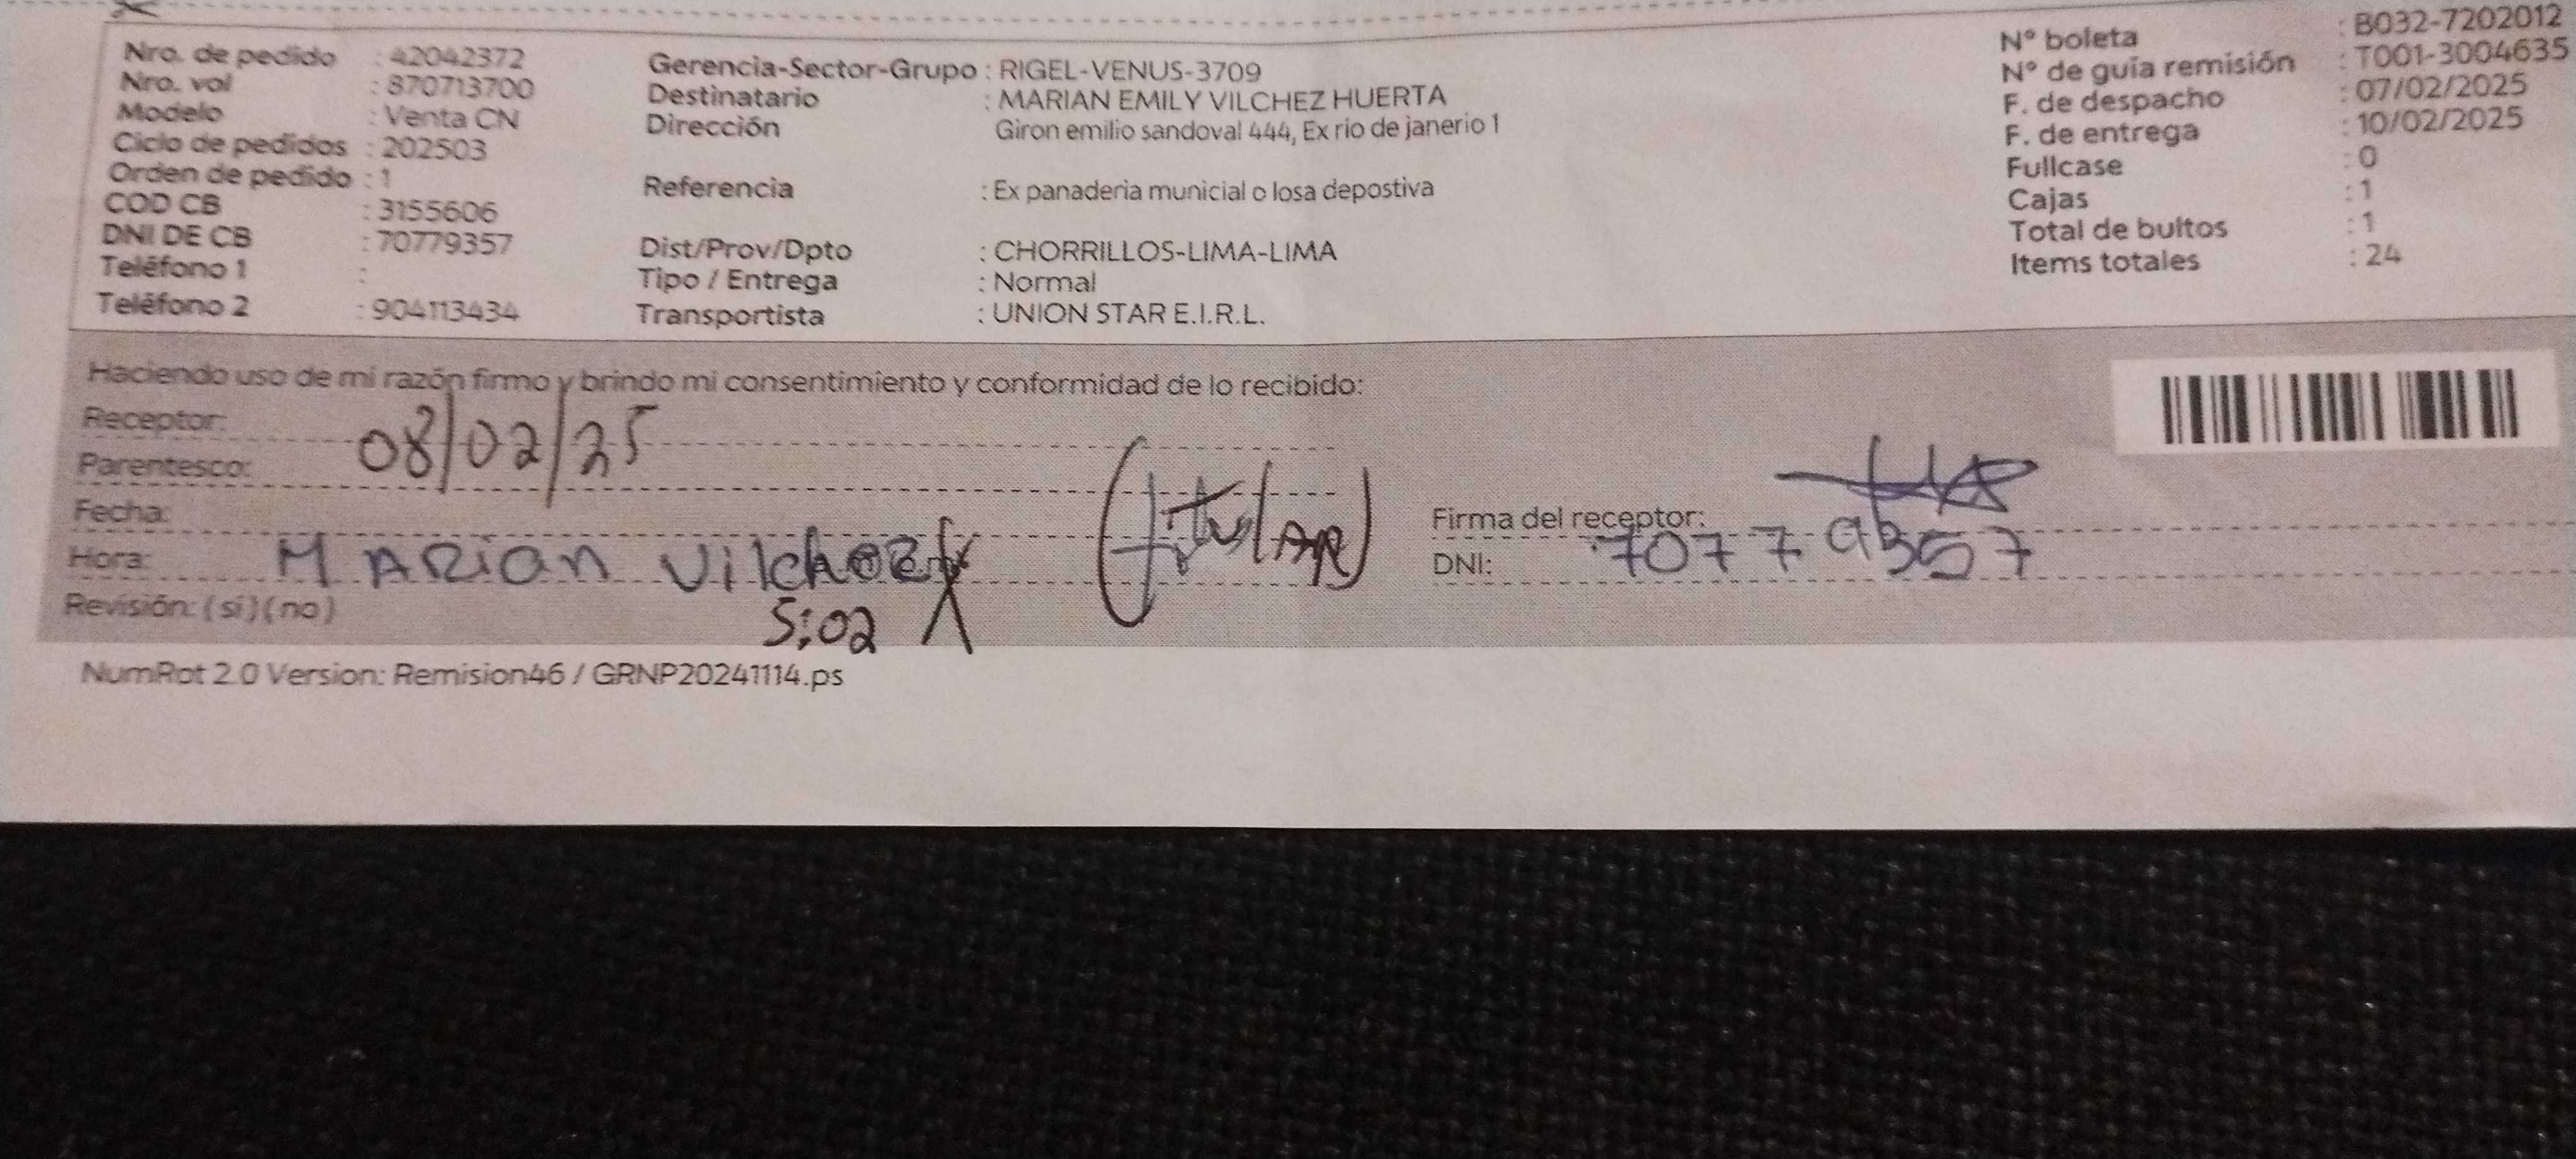 Nro. de pedido : 42042372
Nro. vol : 870713700
Modelo : Venta CN
Ciclo de pedidos : 202503
Orden de pedido : 1
COD CB : 3155606
DNI DE CB : 70779357
Teléfono 1 :
Teléfono 2 : 904113434
Gerencia-Sector-Grupo : RIGEL-VENUS-3709
Destinatario : MARIAN EMILY VILCHEZ HUERTA
Dirección Giron emilio sandoval 444, Ex rio de janerio 1
Referencia : Ex panaderia municial o losa depostiva
Dist/Prov/Dpto : CHORRILLOS-LIMA-LIMA
Tipo / Entrega : Normal
Transportista : UNION STAR E.I.R.L.
N° boleta : B032-7202012
N° de guía remisión : T001-3004635
F. de despacho : 07/02/2025
F. de entrega : 10/02/2025
Fullcase : 0
Cajas : 1
Total de bultos : 1
Items totales : 24
Haciendo uso de mi razón firmo y brindo mi consentimiento y conformidad de lo recibido:
Receptor:
08/02/25
Parentesco:
Fecha:
(titular)
Firma del receptor:
Hora: MARian Vilchez
DNI: 70779357
Revisión: (si)(no)
5:02
NumRot 2.0 Version: Remision46 / GRNP20241114.ps